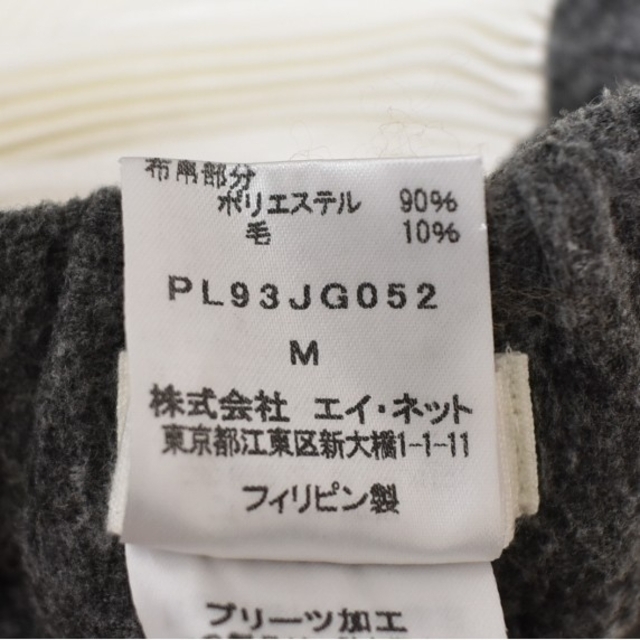 布帛部分
ポリエステル 90%
毛 10%
PL93JG052
M
株式会社 エイ・ネット
東京都江東区新大橋1-1-11
フィリピン製
プリーツ加工